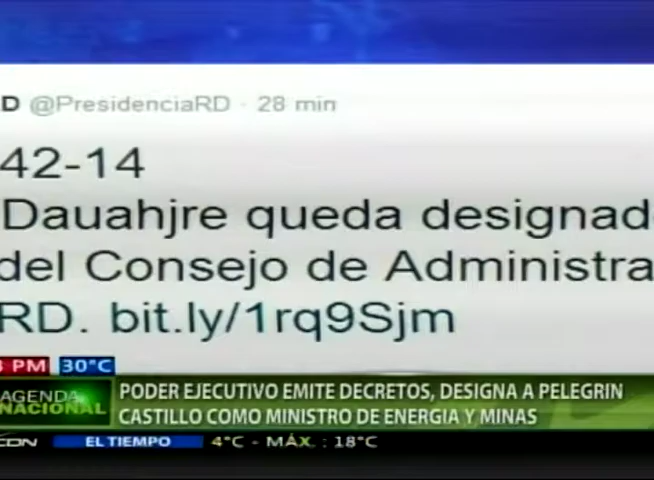 D @PresidenciaRD · 28 min
42-14
Dauahjre queda designad
del Consejo de Administra
RD. bit.ly/1rq9Sjm
PM 30°C
AGENDA
NACIONAL
PODER EJECUTIVO EMITE DECRETOS, DESIGNA A PELEGRIN
CASTILLO COMO MINISTRO DE ENERGIA Y MINAS
CDN EL TIEMPO 4°C - MÁX. : 18°C